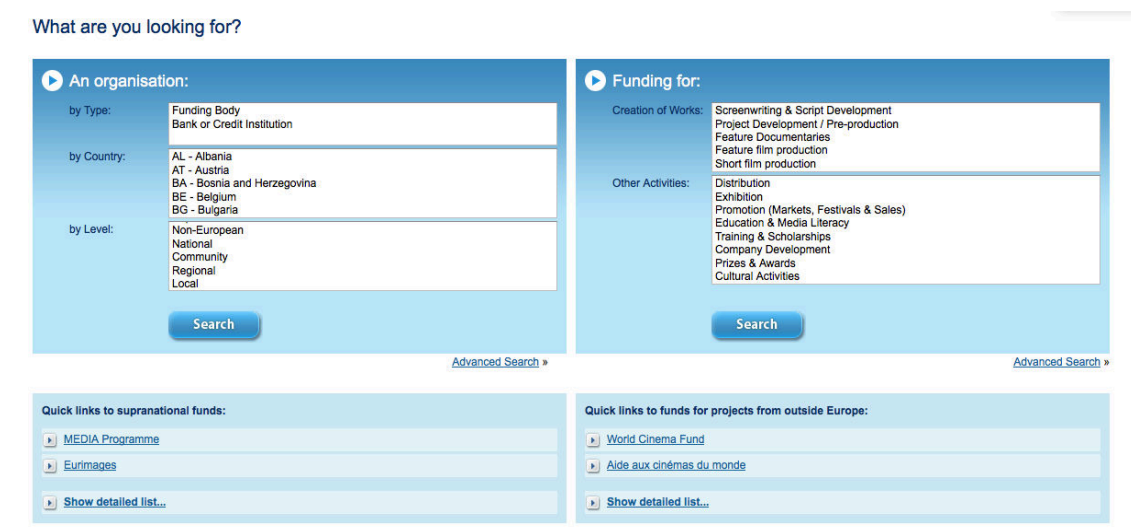 What are you looking for?
An organisation:
by Type:
Funding Body
Bank or Credit Institution
by Country:
AL - Albania
AT - Austria
BA - Bosnia and Herzegovina
BE - Belgium
BG - Bulgaria
by Level:
Non-European
National
Community
Regional
Local
Search
Advanced Search »
Funding for:
Creation of Works:
Screenwriting & Script Development
Project Development / Pre-production
Feature Documentaries
Feature film production
Short film production
Other Activities:
Distribution
Exhibition
Promotion (Markets, Festivals & Sales)
Education & Media Literacy
Training & Scholarships
Company Development
Prizes & Awards
Cultural Activities
Search
Advanced Search »
Quick links to supranational funds:
MEDIA Programme
Eurimages
Show detailed list...
Quick links to funds for projects from outside Europe:
World Cinema Fund
Aide aux cinémas du monde
Show detailed list...